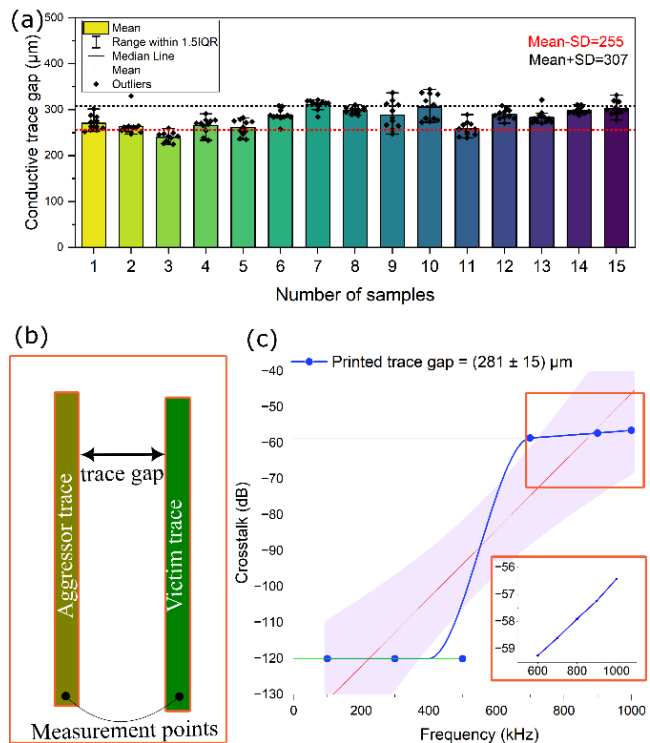 (a)
Mean
Range within 1.5IQR
Median Line
Mean
Outliers
Mean-SD=255
Mean+SD=307
Conductive trace gap (µm)
500
400
300
200
100
0
1 2 3 4 5 6 7 8 9 10 11 12 13 14 15
Number of samples
(b)
Aggressor trace
trace gap
Victim trace
Measurement points
(c)
Printed trace gap = (281 ± 15) µm
Crosstalk (dB)
−40
−50
−60
−70
−80
−90
−100
−110
−120
−130
0 200 400 600 800 1000
Frequency (kHz)
−56
−57
−58
−59
600 800 1000